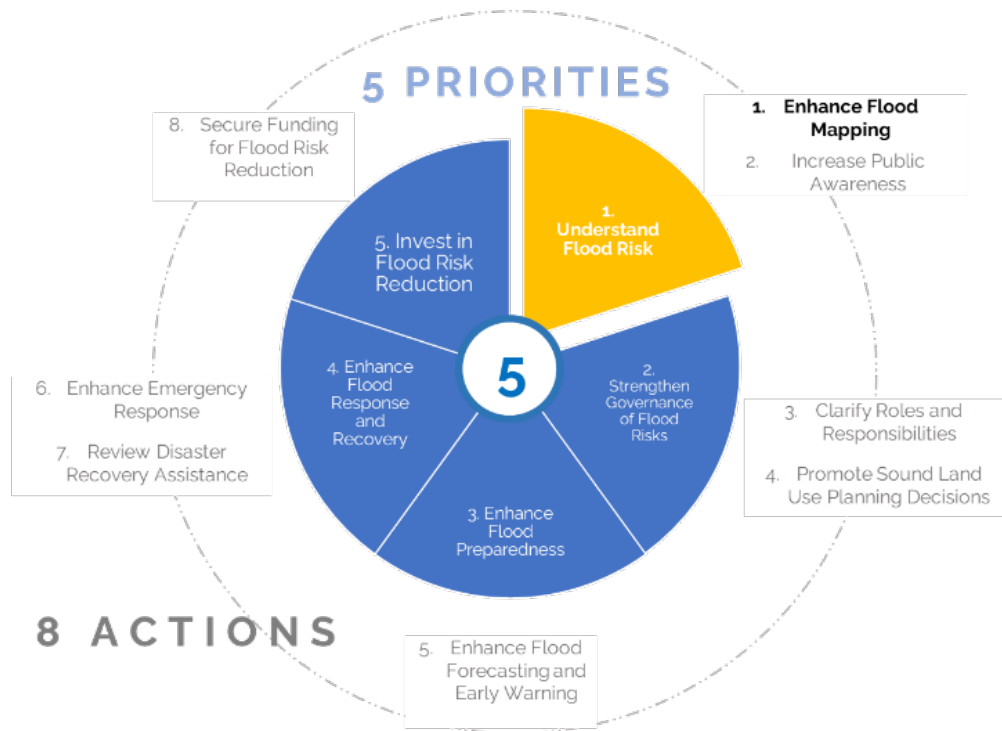 5 PRIORITIES
1. Enhance Flood
Mapping
2. Increase Public
Awareness
8. Secure Funding
for Flood Risk
Reduction
1.
Understand
Flood Risk
5. Invest in
Flood Risk
Reduction
5
2.
Strengthen
Governance
of Flood
Risks
4. Enhance
Flood
Response
and
Recovery
3. Enhance
Flood
Preparedness
6. Enhance Emergency
Response
7. Review Disaster
Recovery Assistance
3. Clarify Roles and
Responsibilities
4. Promote Sound Land
Use Planning Decisions
8 ACTIONS
5. Enhance Flood
Forecasting and
Early Warning